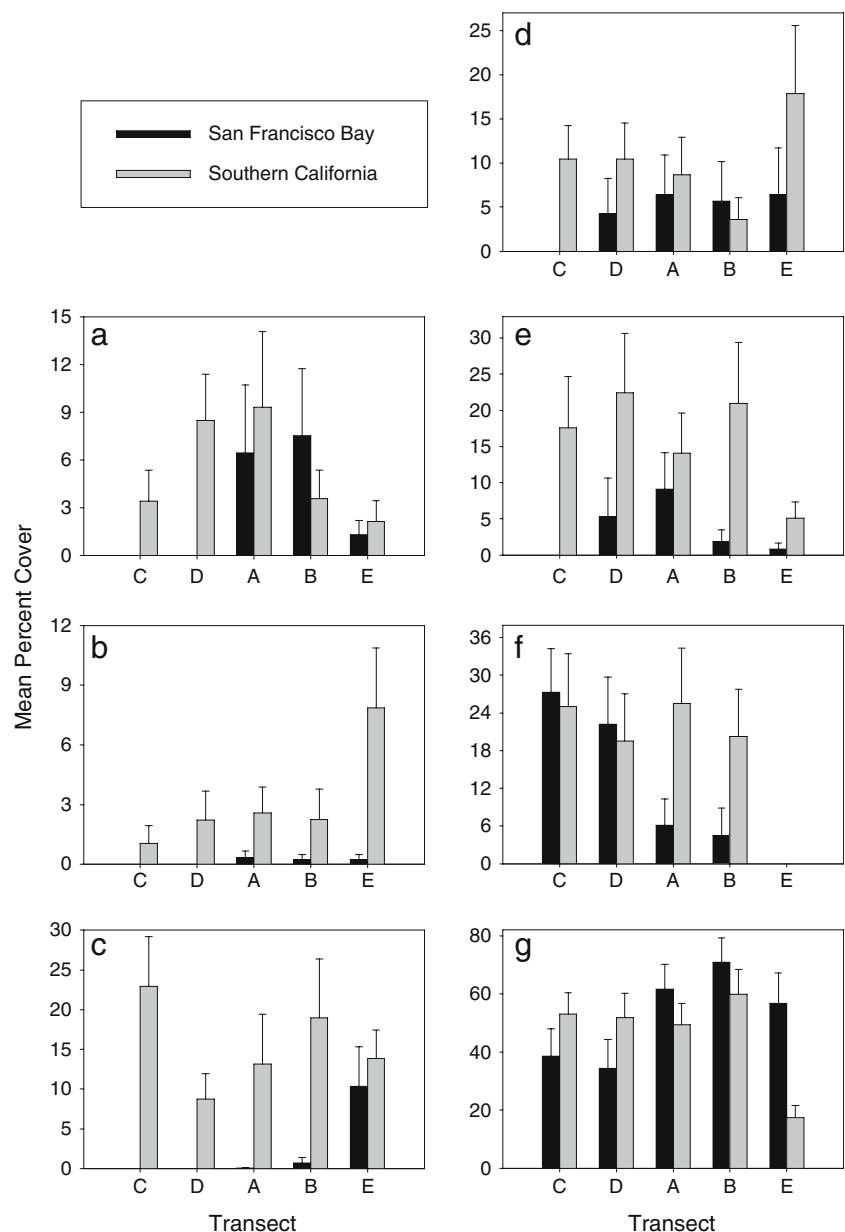 San Francisco Bay
Southern California
d
25
20
15
10
5
0
C D A B E
a
15
12
9
6
3
0
C D A B E
e
30
25
20
15
10
5
0
C D A B E
Mean Percent Cover
b
12
9
6
3
0
C D A B E
f
36
30
24
18
12
6
0
C D A B E
c
30
25
20
15
10
5
0
C D A B E
Transect
g
80
60
40
20
0
C D A B E
Transect